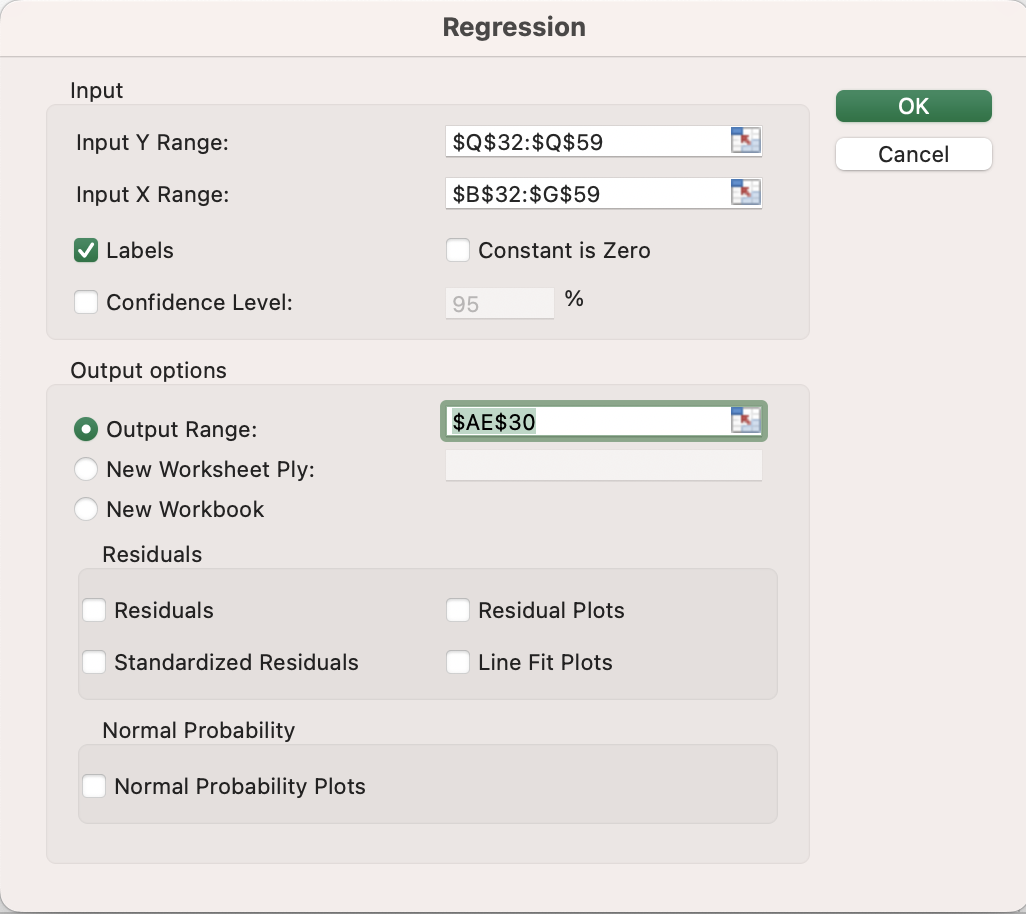 Regression
Input
OK
Input Y Range: $Q$32:$Q$59
Cancel
Input X Range: $B$32:$G$59
Labels Constant is Zero
Confidence Level: 95 %
Output options
Output Range: $AE$30
New Worksheet Ply:
New Workbook
Residuals
Residuals Residual Plots
Standardized Residuals Line Fit Plots
Normal Probability
Normal Probability Plots